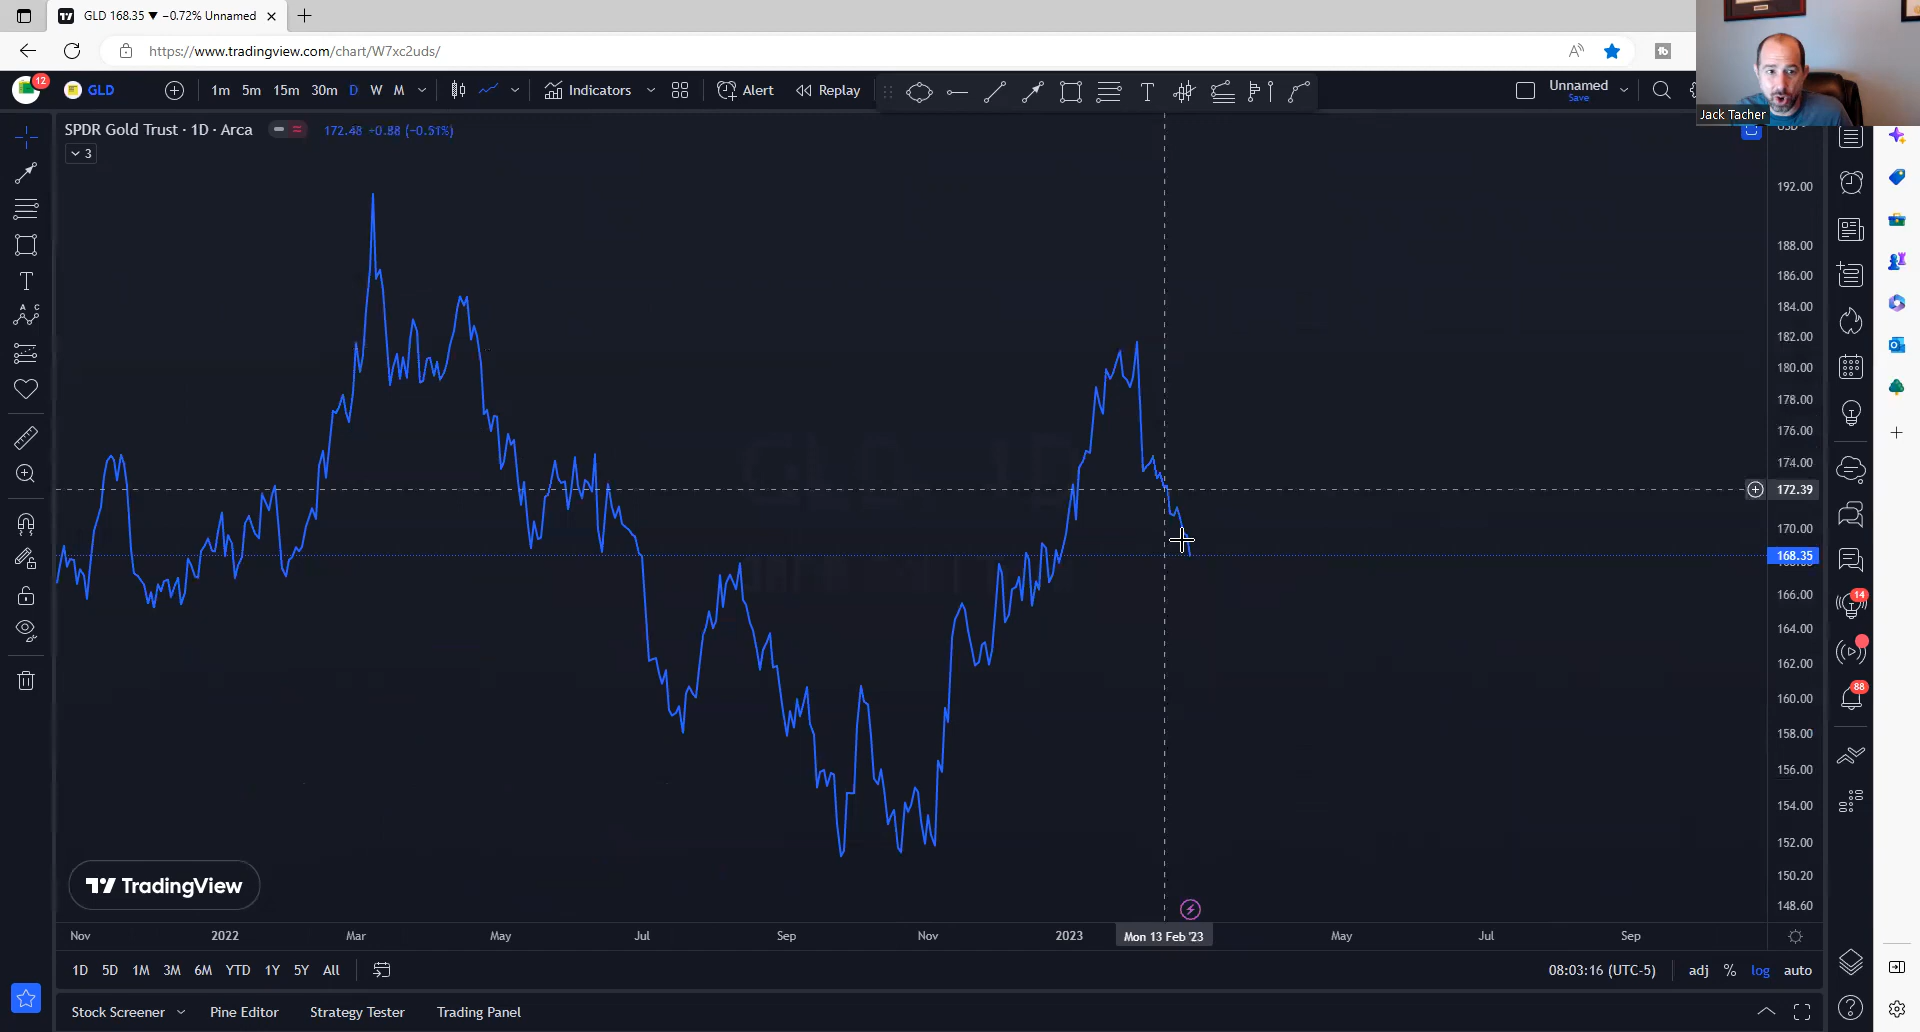 GLD 168.35 ▼ −0.72% Unnamed
https://www.tradingview.com/chart/W7xc2uds/
12
GLD
1m 5m 15m 30m D W M
Indicators
Alert
Replay
Unnamed
Save
Jack Tacher
SPDR Gold Trust · 1D · Arca
172.48 −0.88 (−0.51%)
3
192.00
188.00
186.00
184.00
182.00
180.00
178.00
176.00
174.00
172.39
170.00
168.35
166.00
164.00
162.00
160.00
158.00
156.00
154.00
152.00
150.20
148.60
GLD, 1D
14
88
TradingView
Nov 2022 Mar May Jul Sep Nov 2023 Mon 13 Feb '23 May Jul Sep
1D 5D 1M 3M 6M YTD 1Y 5Y All
08:03:16 (UTC-5) adj % log auto
Stock Screener Pine Editor Strategy Tester Trading Panel